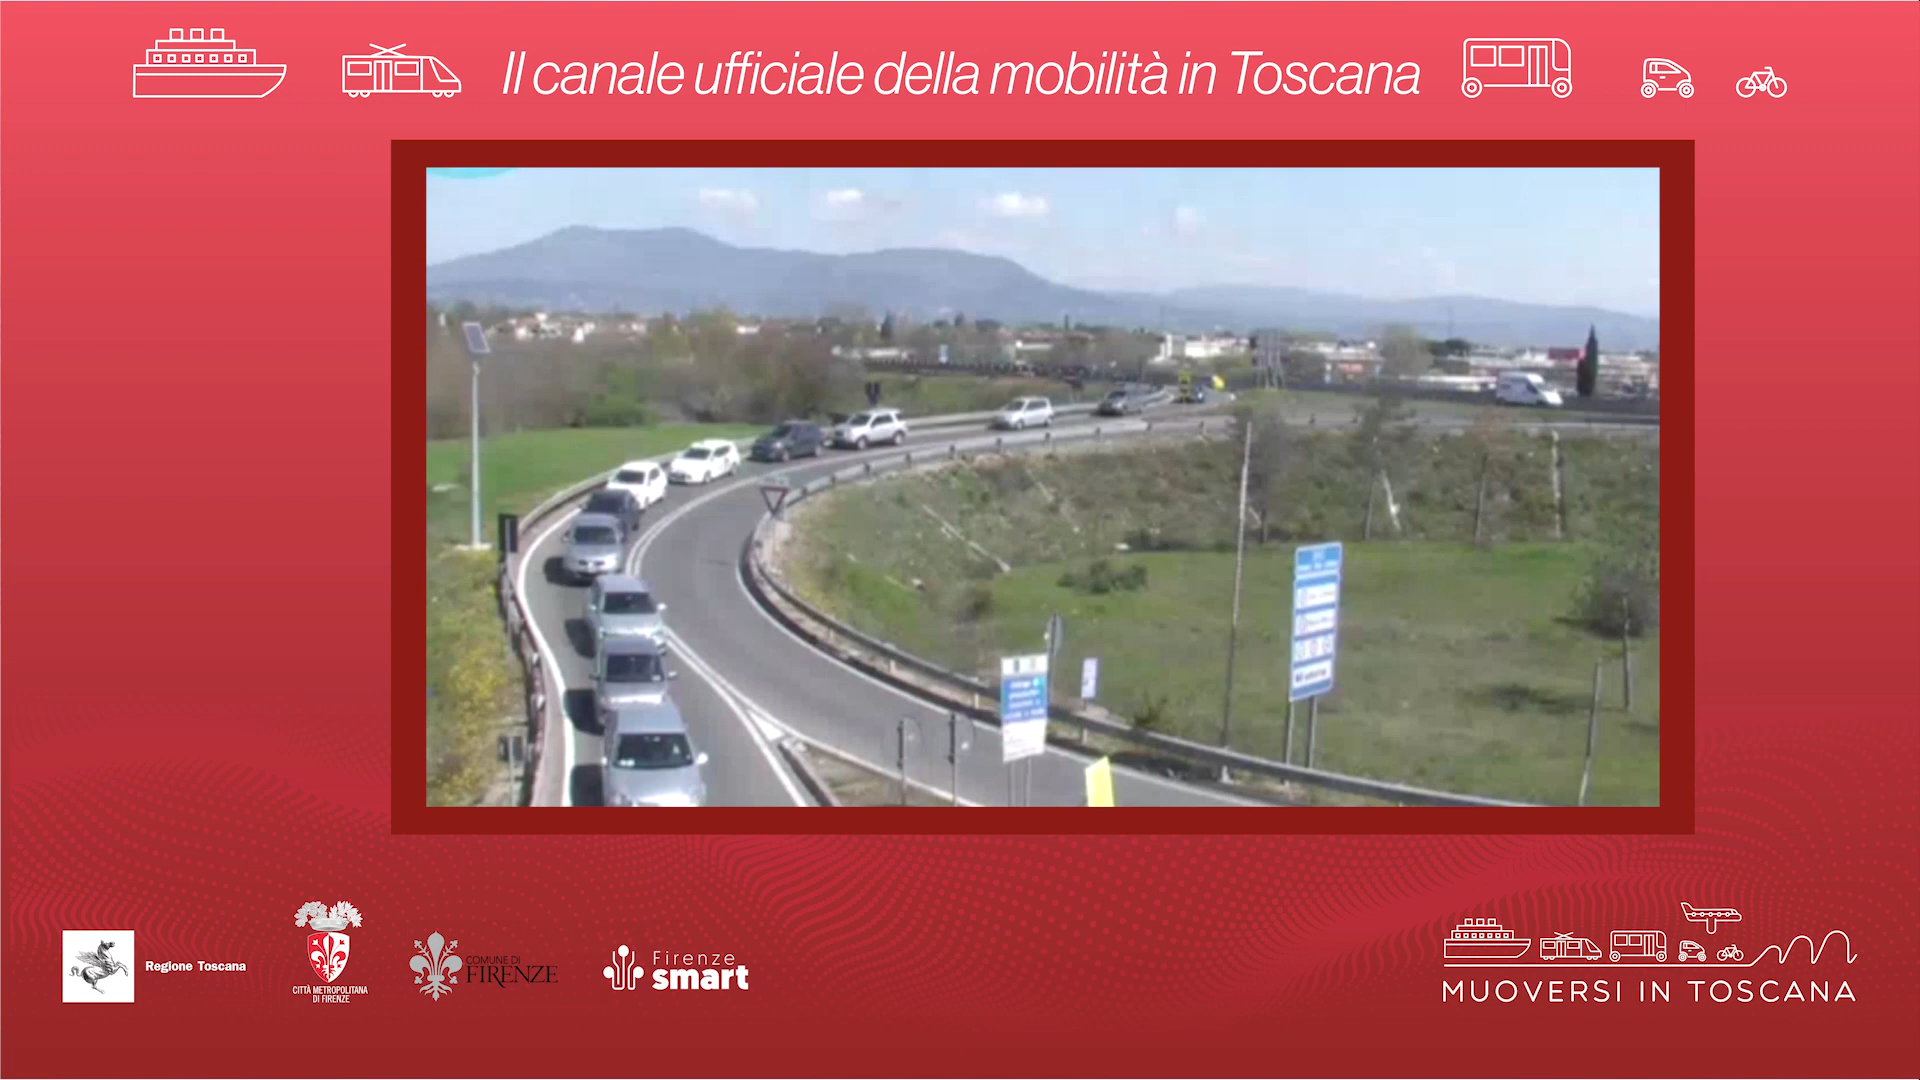 Il canale ufficiale della mobilità in Toscana
Regione Toscana
CITTÀ METROPOLITANA
DI FIRENZE
COMUNE DI
FIRENZE
Firenze
smart
MUOVERSI IN TOSCANA